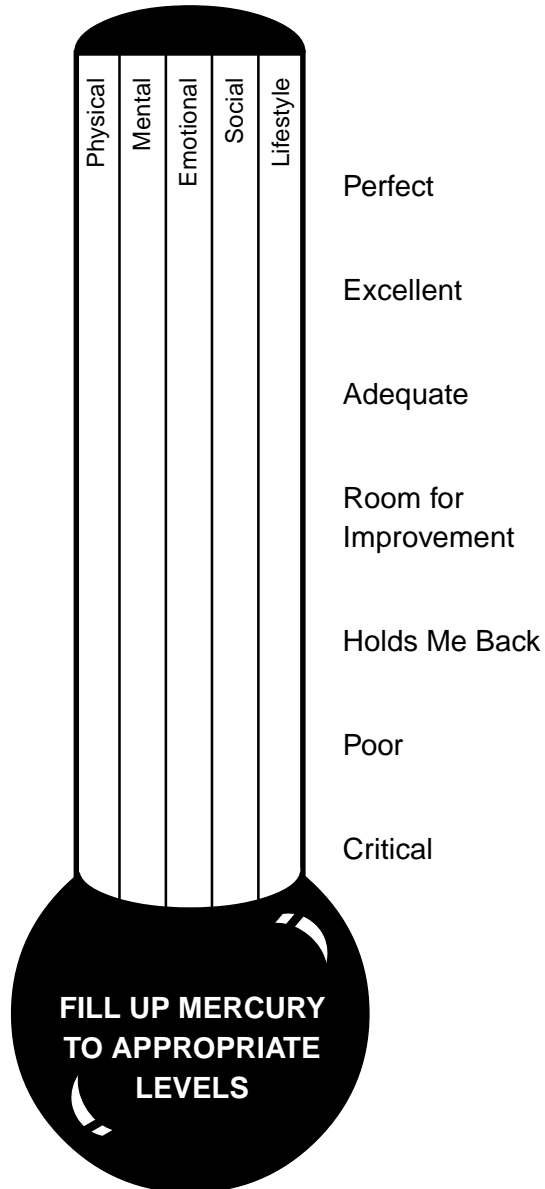 Physical
Mental
Emotional
Social
Lifestyle
Perfect
Excellent
Adequate
Room for
Improvement
Holds Me Back
Poor
Critical
FILL UP MERCURY
TO APPROPRIATE
LEVELS